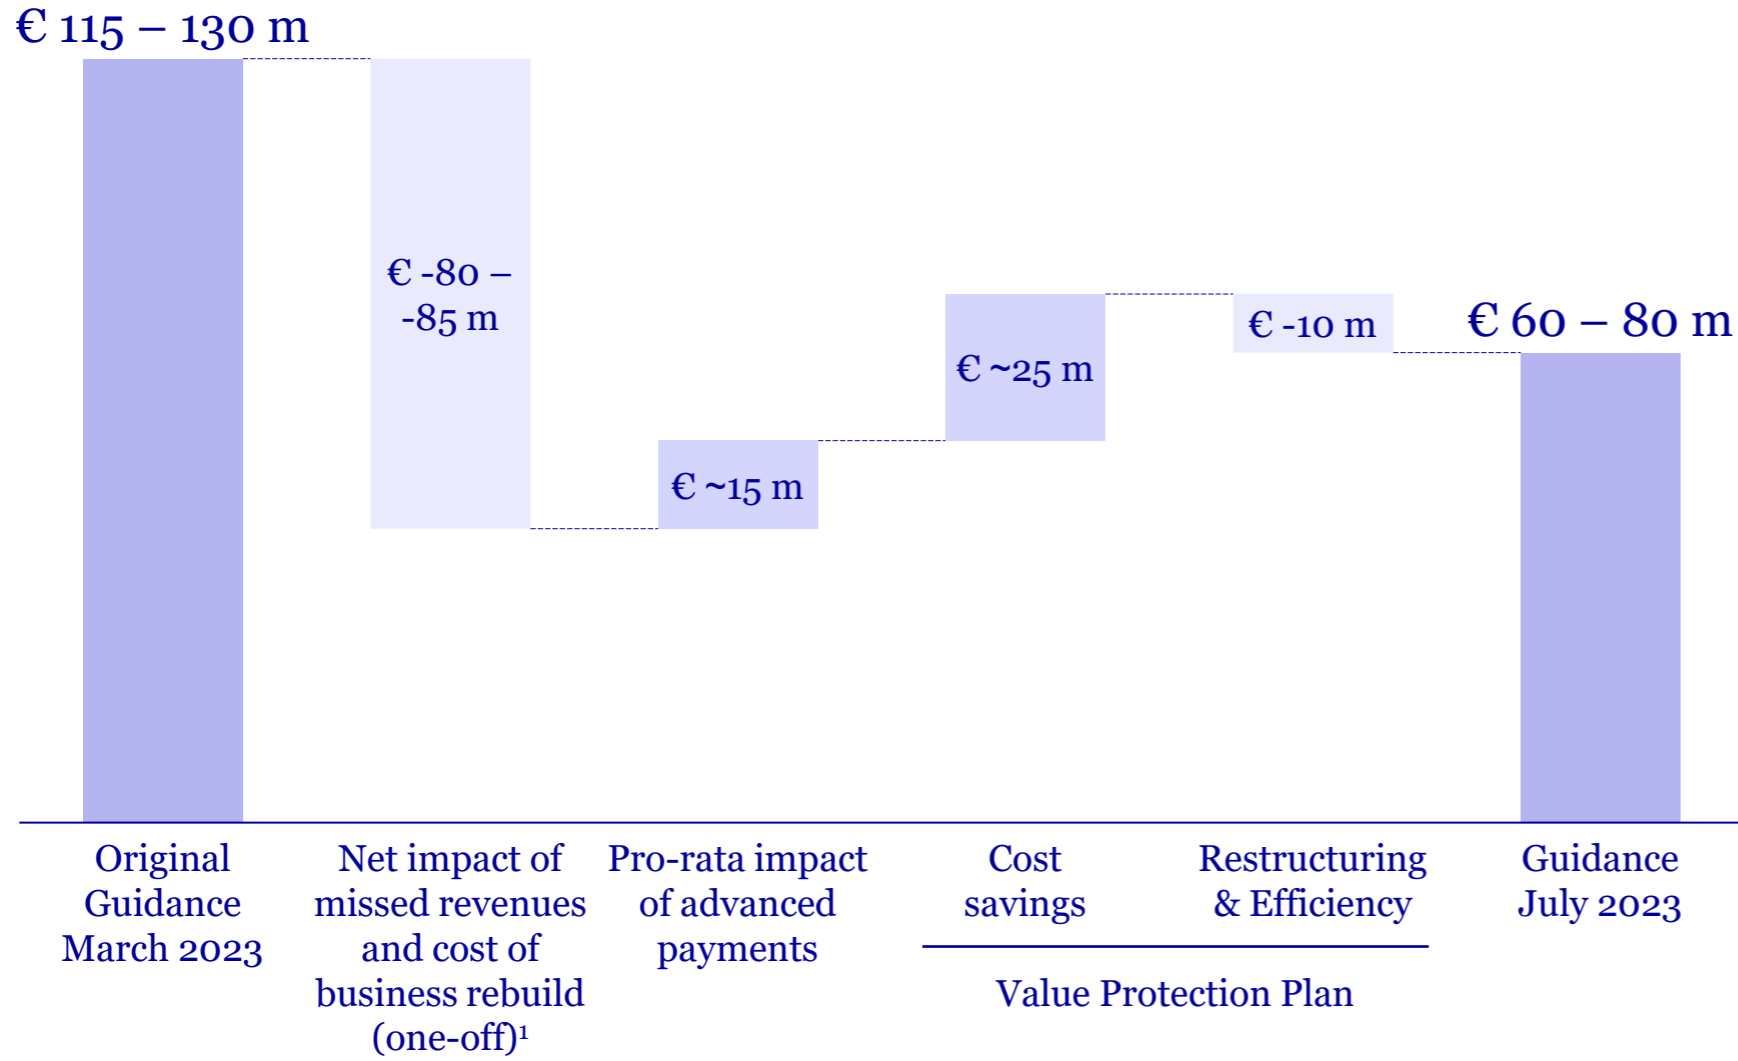 € 115 – 130 m
€ -80 –
-85 m
€ ~15 m
€ ~25 m
€ -10 m
€ 60 – 80 m
Original
Guidance
March 2023
Net impact of
missed revenues
and cost of
business rebuild
(one-off)¹
Pro-rata impact
of advanced
payments
Cost
savings
Restructuring
& Efficiency
Value Protection Plan
Guidance
July 2023